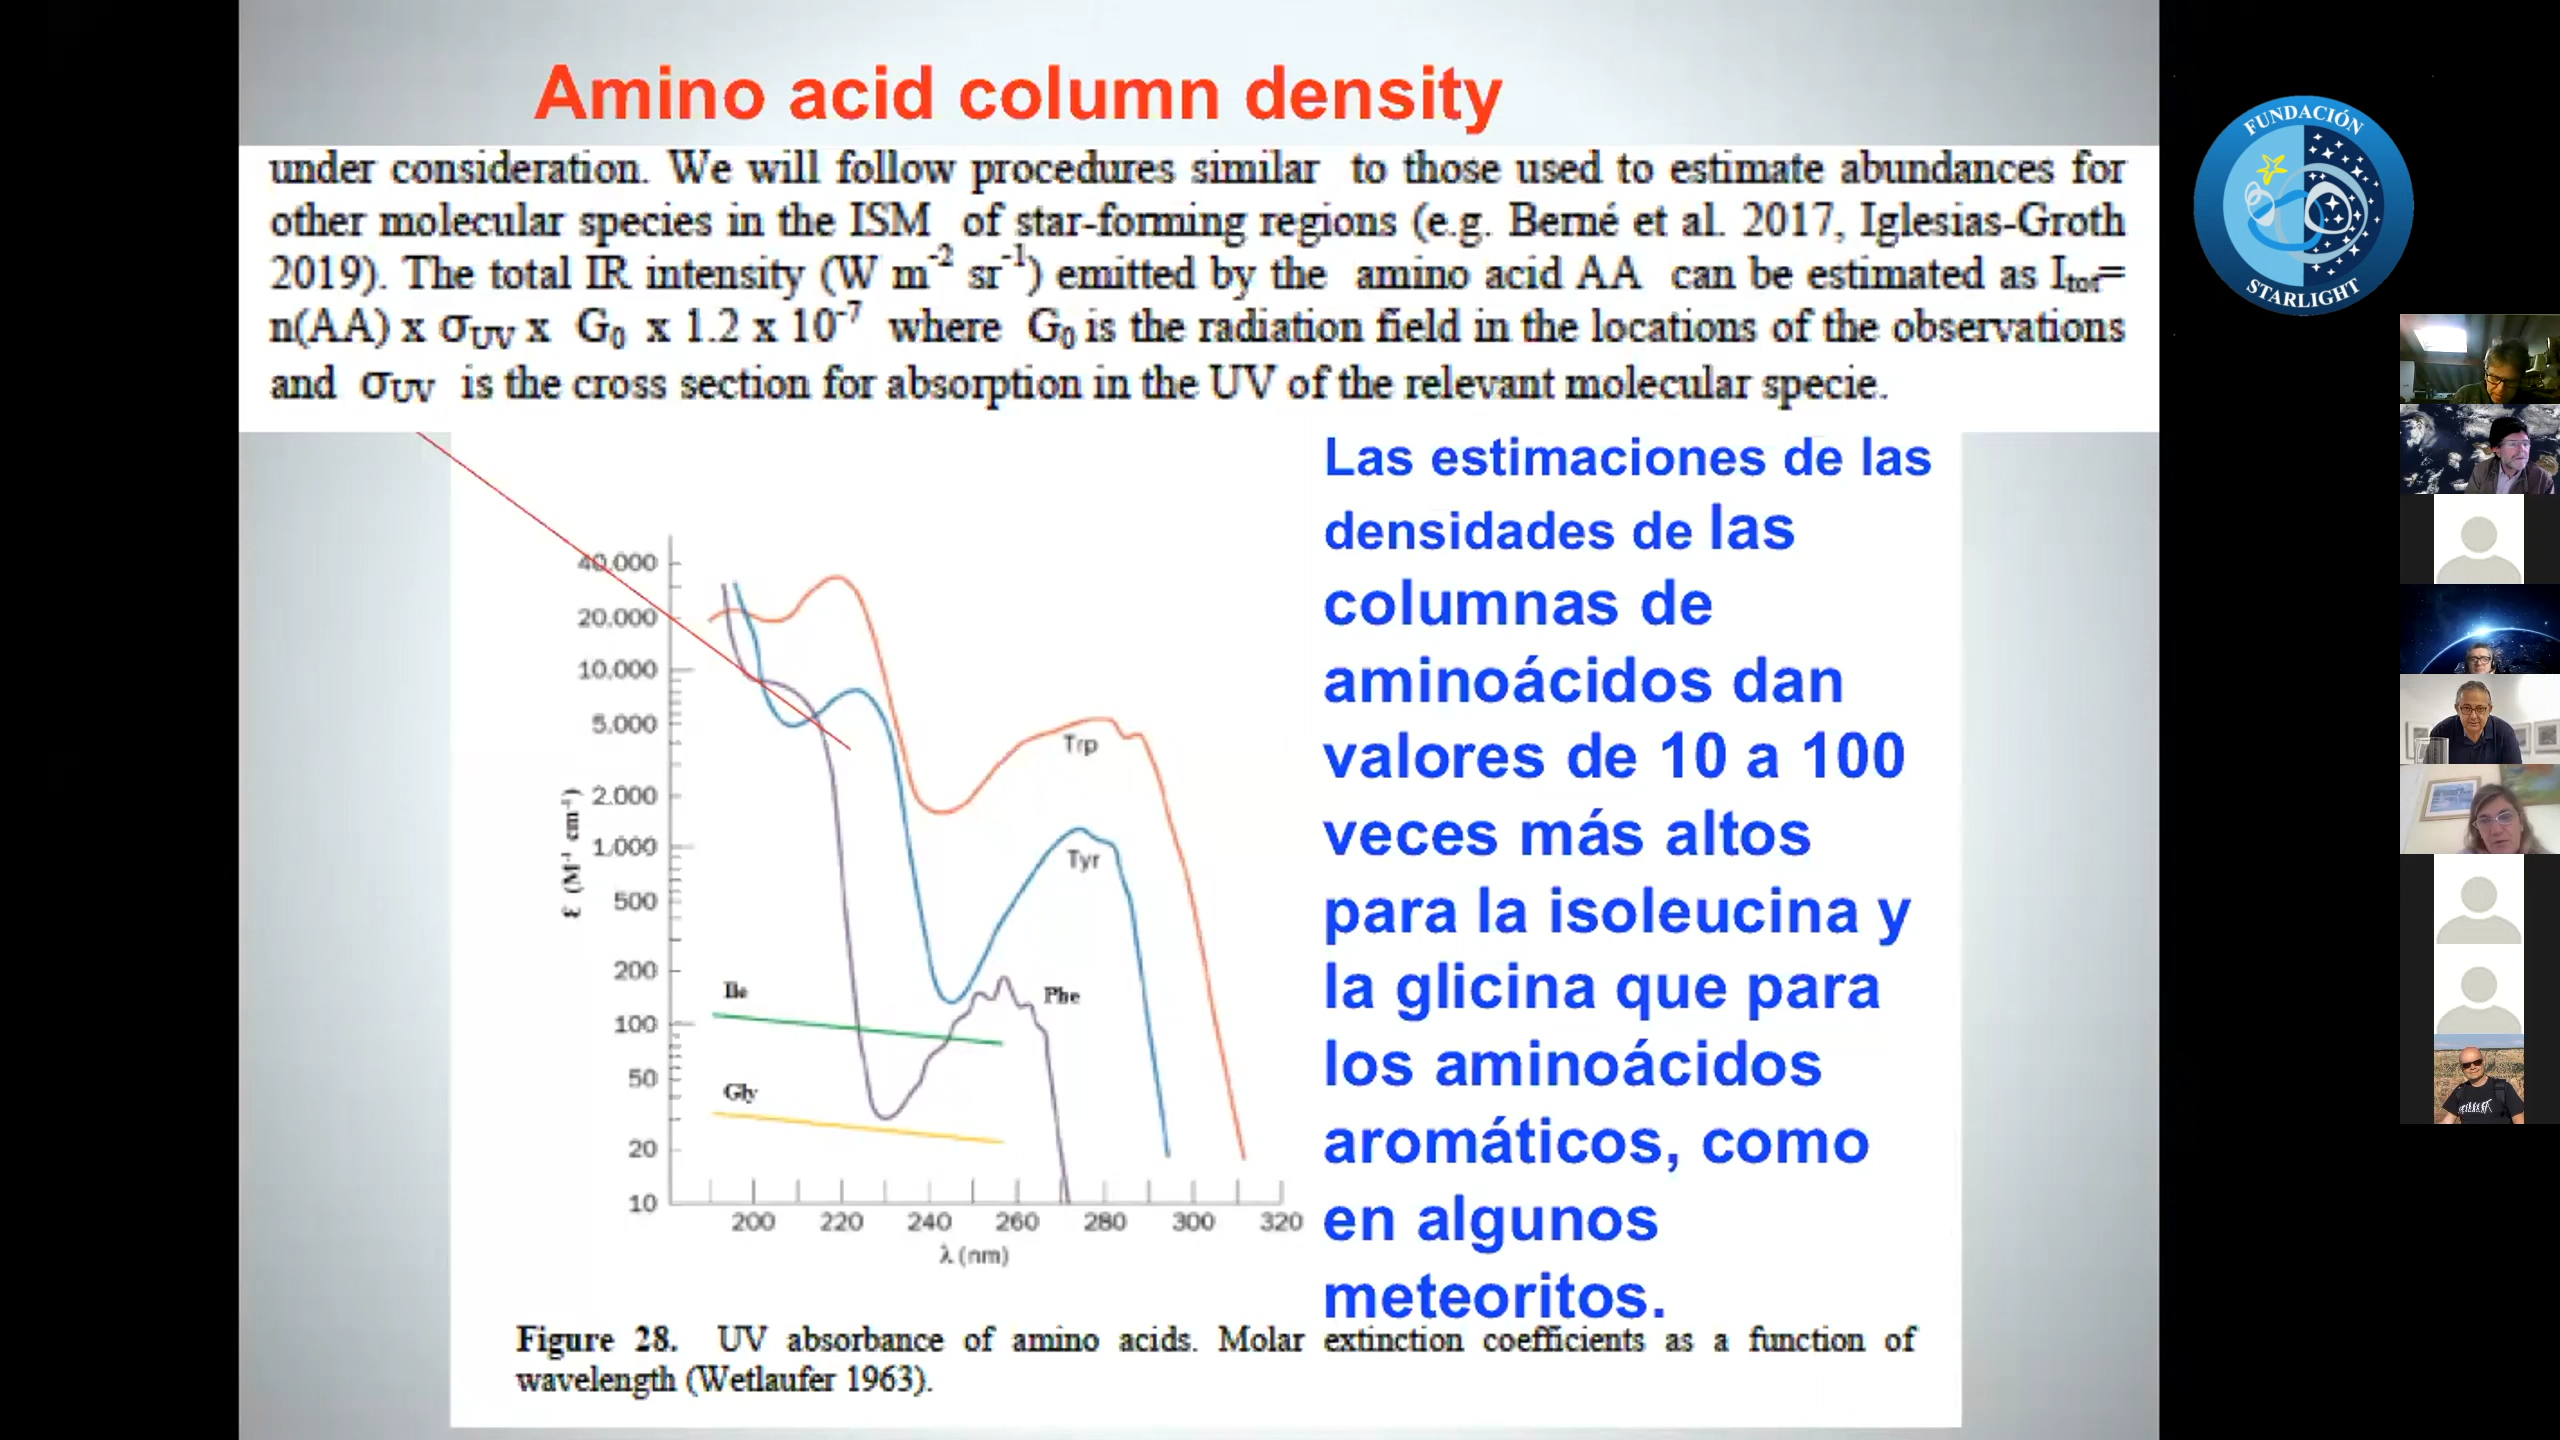 Amino acid column density
under consideration. We will follow procedures similar to those used to estimate abundances for
other molecular species in the ISM of star-forming regions (e.g. Berné et al. 2017, Iglesias-Groth
2019). The total IR intensity (W m⁻² sr⁻¹) emitted by the amino acid AA can be estimated as Iₜₒₜ=
n(AA) x σUV x G₀ x 1.2 x 10⁻⁷ where G₀ is the radiation field in the locations of the observations
and σUV is the cross section for absorption in the UV of the relevant molecular specie.
FUNDACIÓN
STARLIGHT
Las estimaciones de las
densidades de las
columnas de
aminoácidos dan
valores de 10 a 100
veces más altos
para la isoleucina y
la glicina que para
los aminoácidos
aromáticos, como
en algunos
meteoritos.
40,000
20,000
10,000
5,000
2,000
1,000
500
200
100
50
20
10
ε (M⁻¹ cm⁻¹)
Trp
Tyr
Phe
Ile
Gly
200 220 240 260 280 300 320
λ (nm)
Figure 28. UV absorbance of amino acids. Molar extinction coefficients as a function of
wavelength (Wetlaufer 1963).